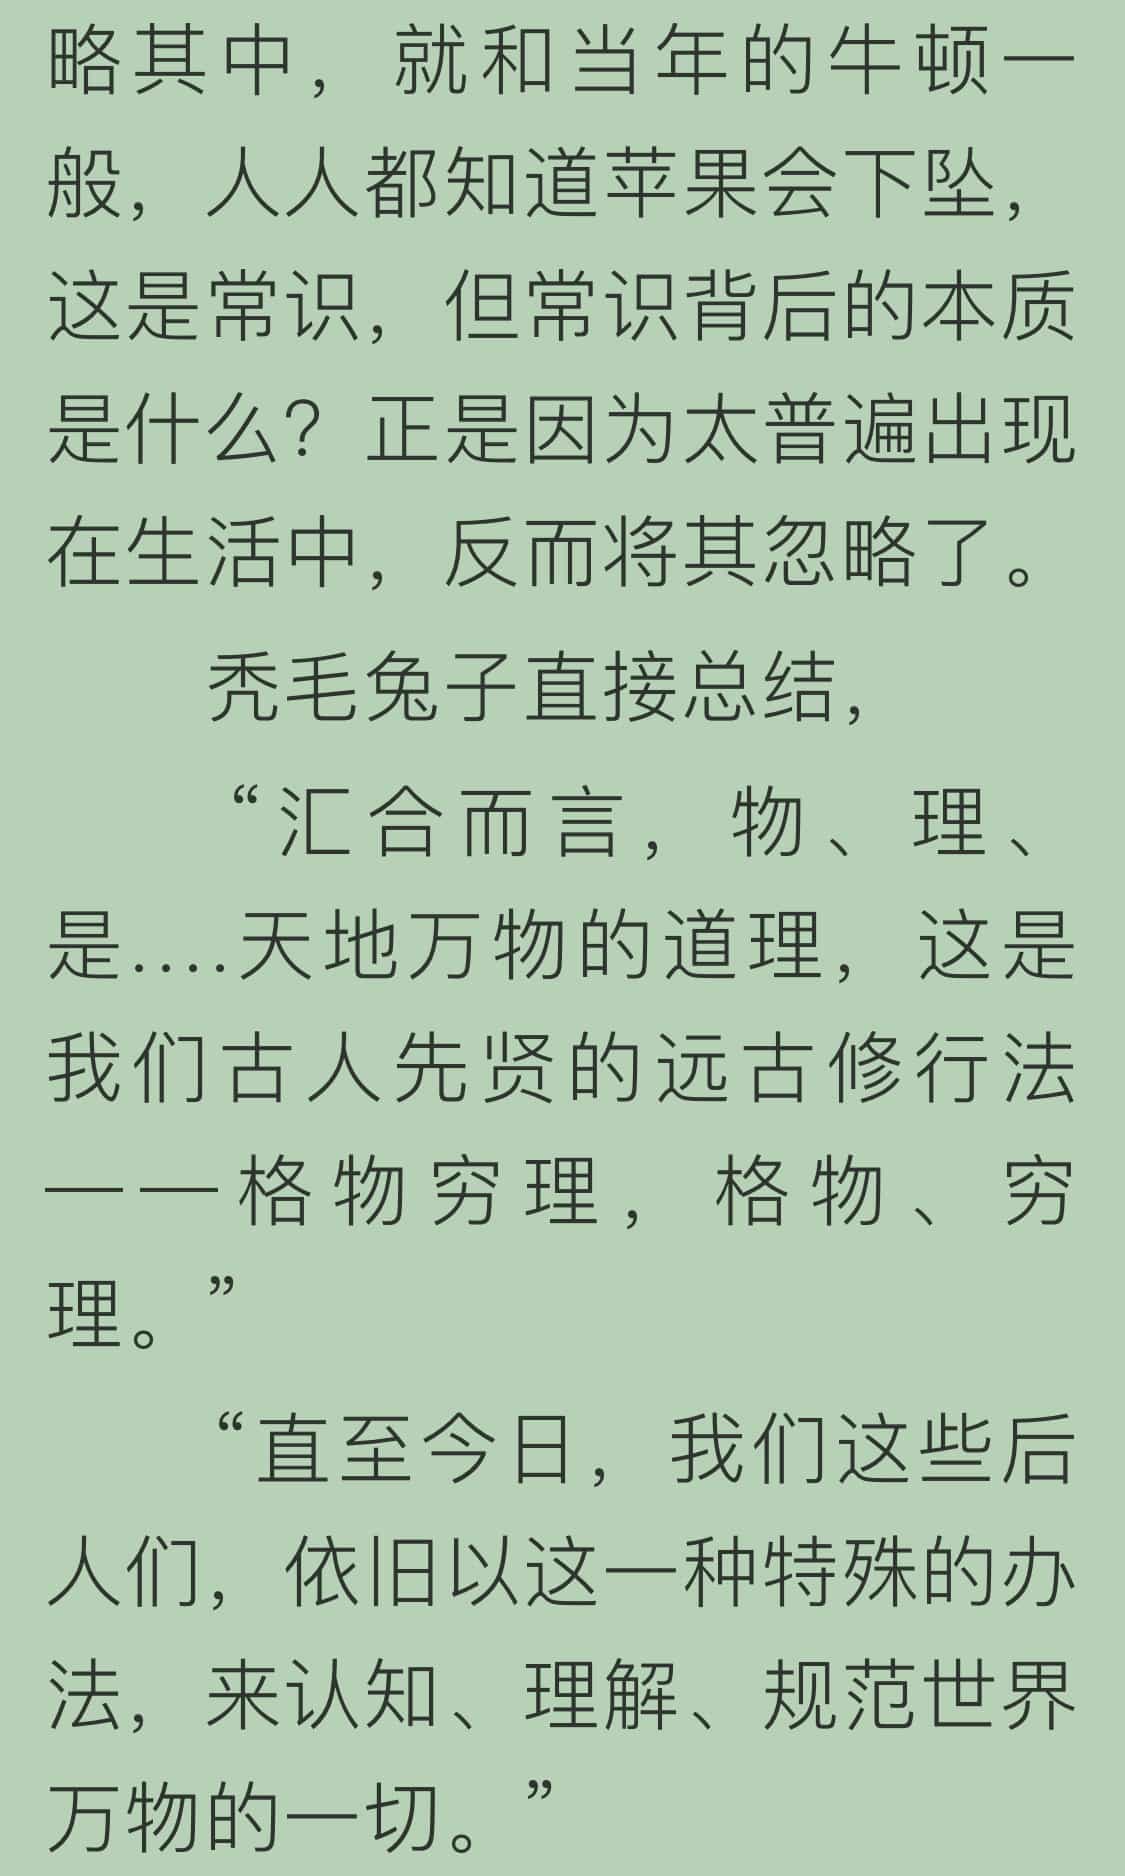 略其中，就和当年的牛顿一
般，人人都知道苹果会下坠，
这是常识，但常识背后的本质
是什么？正是因为太普遍出现
在生活中，反而将其忽略了。
秃毛兔子直接总结，
“汇合而言，物、理、
是....天地万物的道理，这是
我们古人先贤的远古修行法
——格物穷理，格物、穷
理。”
“直至今日，我们这些后
人们，依旧以这一种特殊的办
法，来认知、理解、规范世界
万物的一切。”